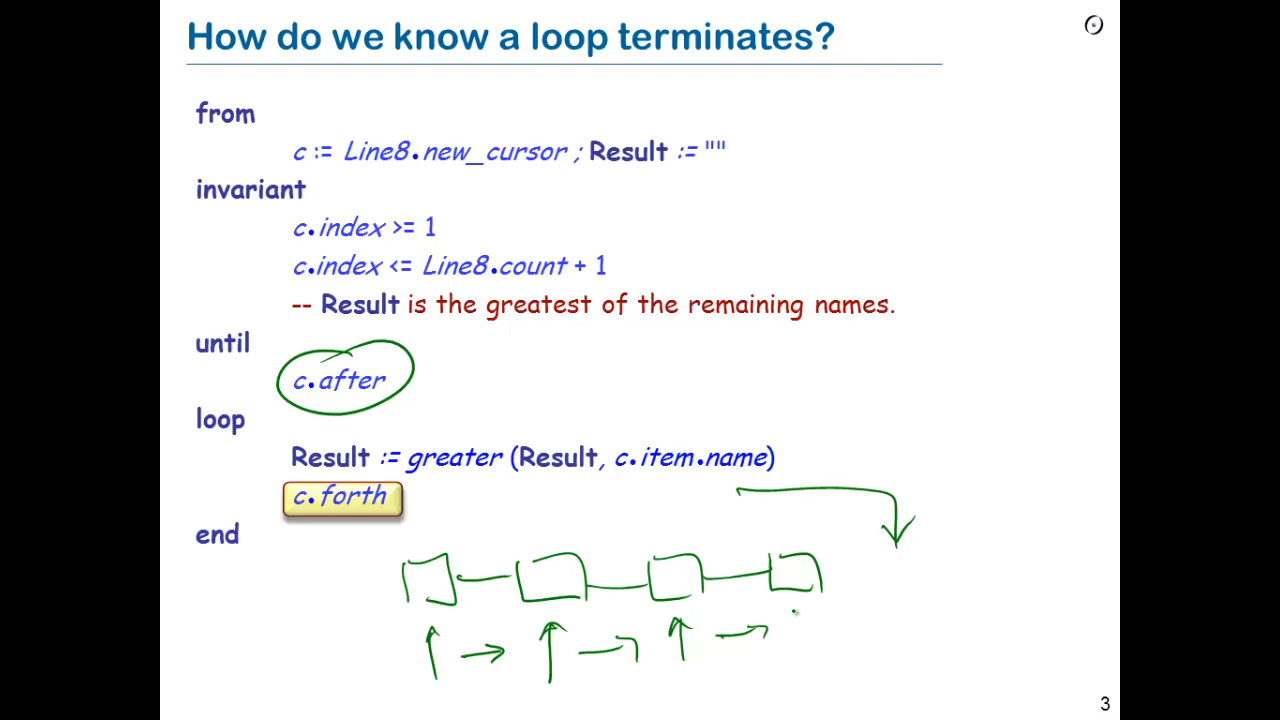 How do we know a loop terminates?
from
c := Line8.new_cursor ; Result := ""
invariant
c.index >= 1
c.index <= Line8.count + 1
-- Result is the greatest of the remaining names.
until
c.after
loop
Result := greater (Result, c.item.name)
c.forth
end
3